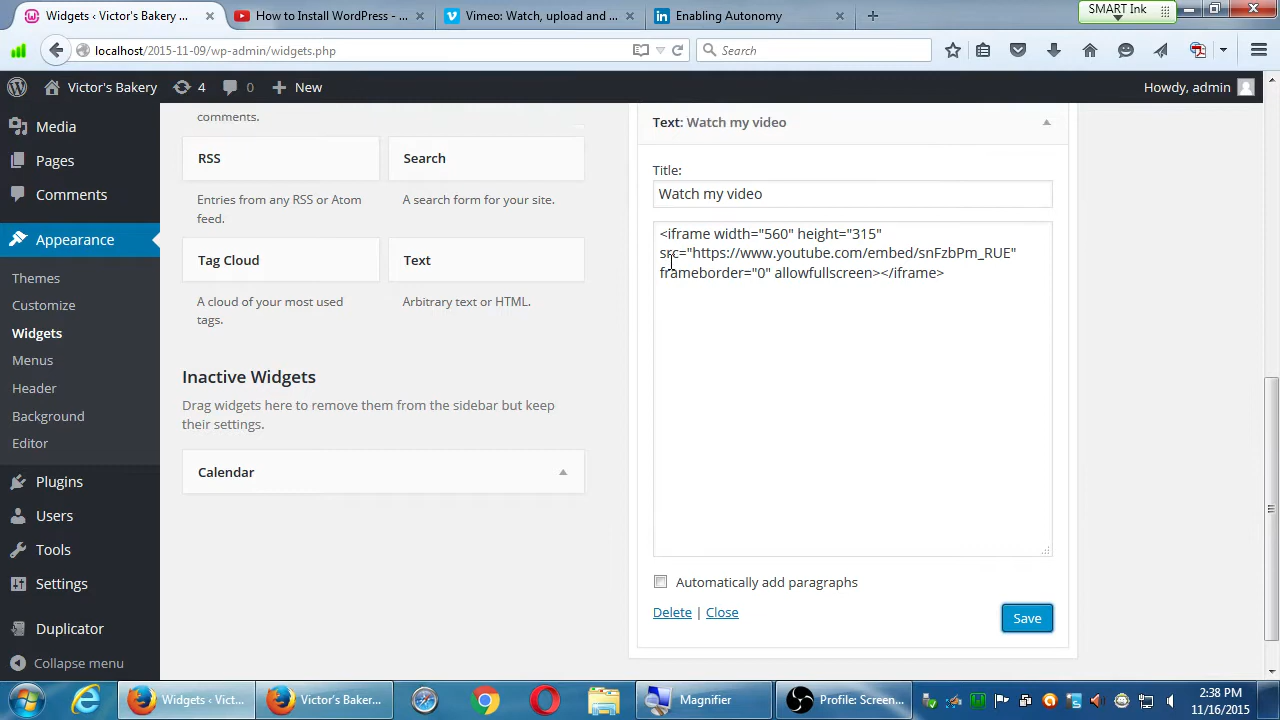 Victor's Bakery
Widgets ‹ Victor's Bakery ...
How to Install WordPress - ...
Vimeo: Watch, upload and ...
Enabling Autonomy
SMART Ink
localhost/2015-11-09/wp-admin/widgets.php
Search
Victor's Bakery
4
0
New
Howdy, admin
Media
Pages
Comments
Appearance
Themes
Customize
Widgets
Menus
Header
Background
Editor
Plugins
Users
Tools
Settings
Duplicator
Collapse menu
comments.
RSS
Search
Entries from any RSS or Atom
feed.
A search form for your site.
Tag Cloud
Text
A cloud of your most used
tags.
Arbitrary text or HTML.
Inactive Widgets
Drag widgets here to remove them from the sidebar but keep
their settings.
Calendar
Text: Watch my video
Title:
Watch my video
<iframe width="560" height="315"
src="https://www.youtube.com/embed/snFzbPm_RUE"
frameborder="0" allowfullscreen></iframe>
Automatically add paragraphs
Delete | Close
Save
Widgets ‹ Vict...
Victor's Bakery...
Magnifier
Profile: Screen...
2:38 PM
11/16/2015